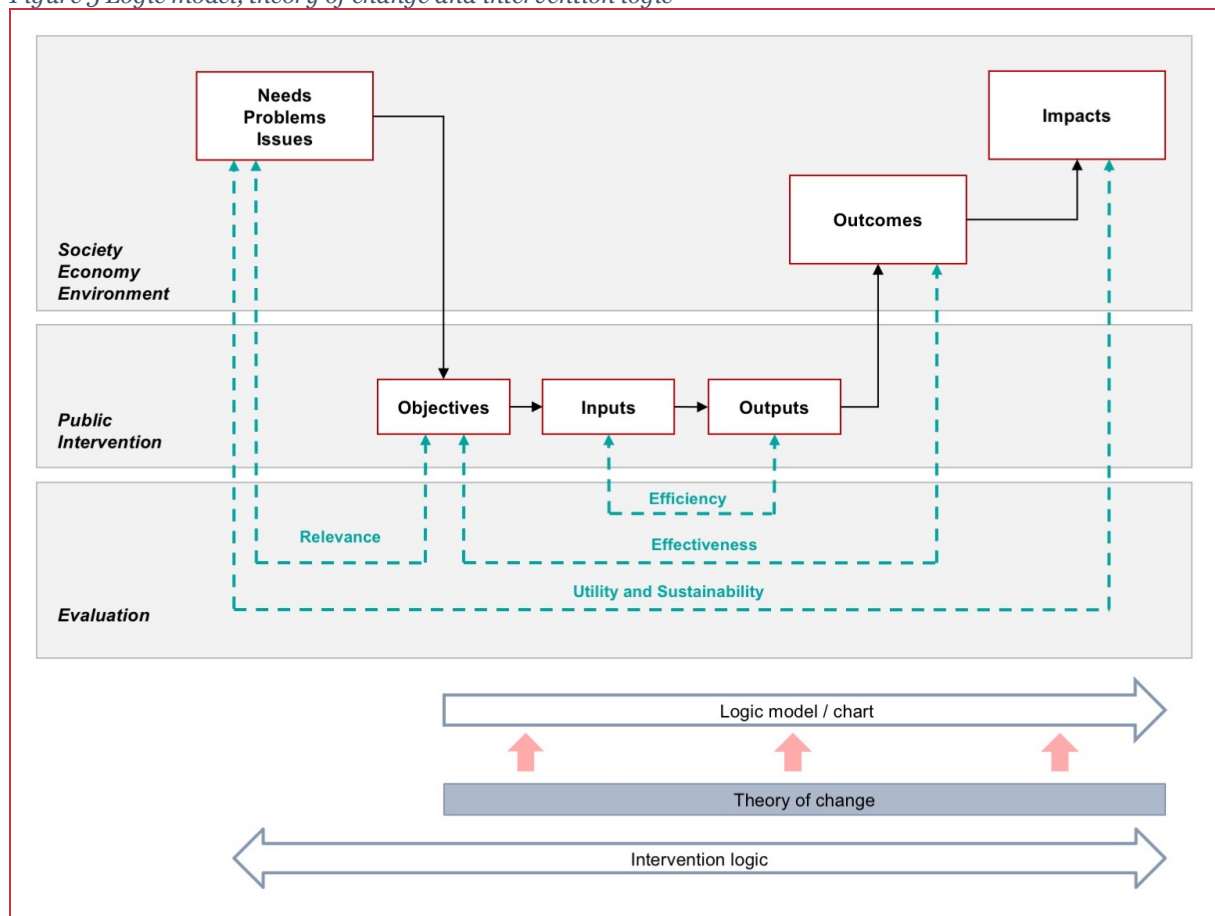 Figure 3 Logic model, theory of change and intervention logic
Needs
Problems
Issues
Impacts
Outcomes
Society
Economy
Environment
Objectives
Inputs
Outputs
Public
Intervention
Efficiency
Relevance
Effectiveness
Utility and Sustainability
Evaluation
Logic model / chart
Theory of change
Intervention logic